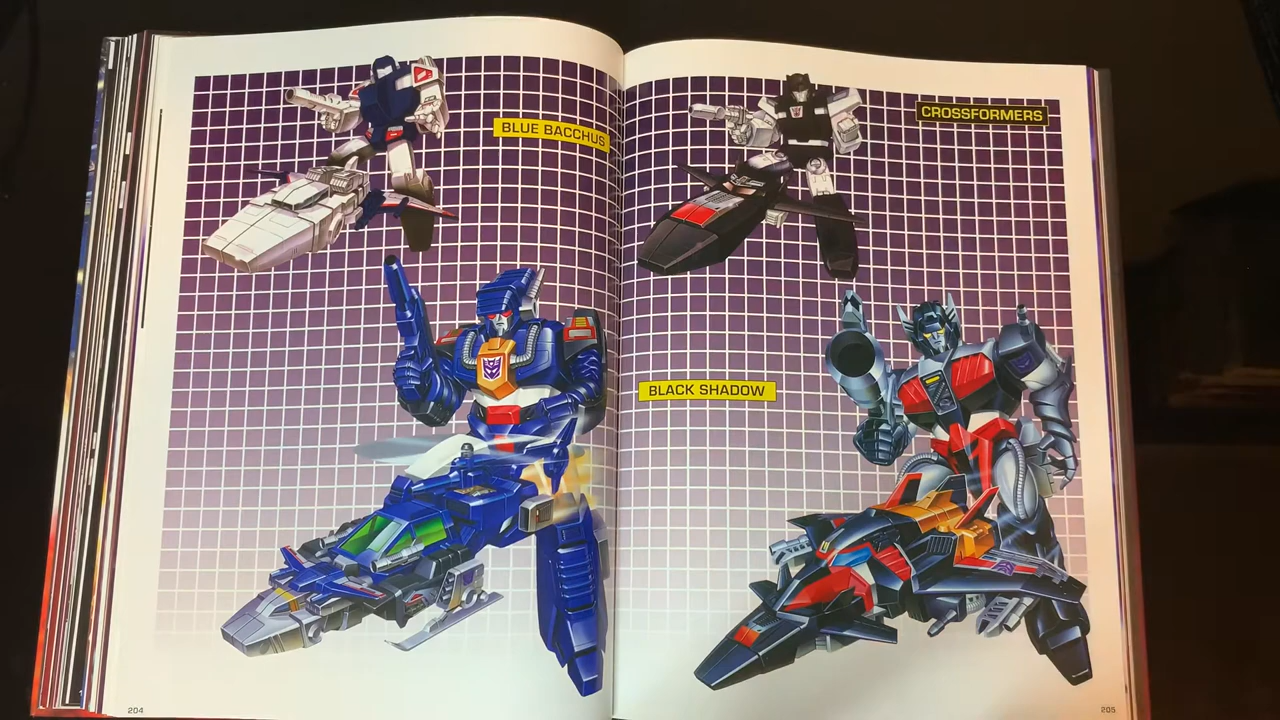 BLUE BACCHUS
204
CROSSFORMERS
BLACK SHADOW
205